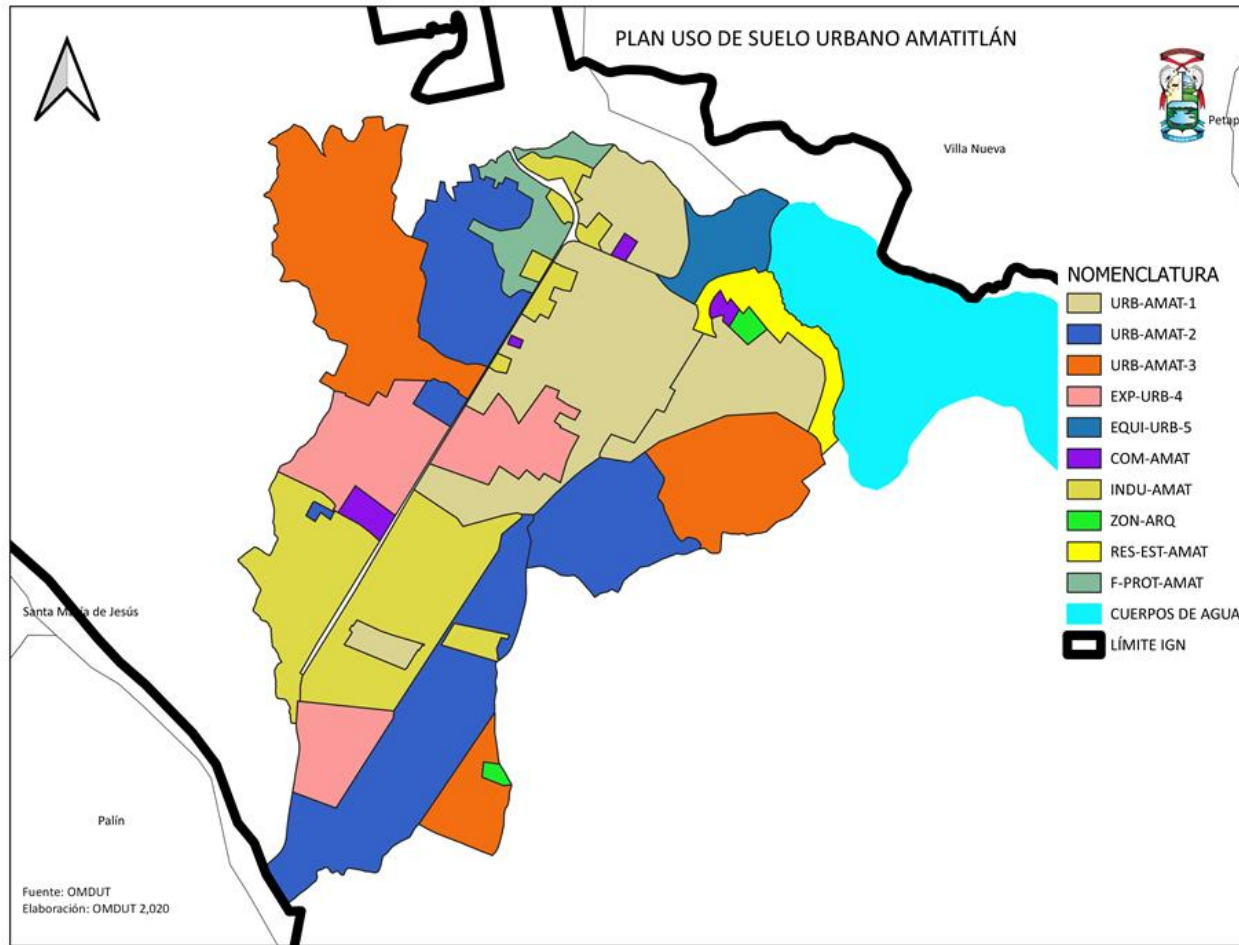 PLAN USO DE SUELO URBANO AMATITLÁN
Petap
Villa Nueva
NOMENCLATURA
URB-AMAT-1
URB-AMAT-2
URB-AMAT-3
EXP-URB-4
EQUI-URB-5
COM-AMAT
INDU-AMAT
ZON-ARQ
RES-EST-AMAT
F-PROT-AMAT
CUERPOS DE AGUA
LÍMITE IGN
Santa María de Jesús
Palín
Fuente: OMDUT
Elaboración: OMDUT 2,020